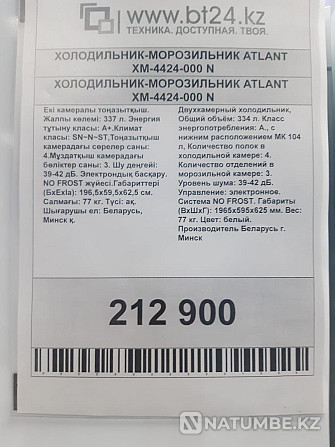 www.bt24.kz
ТЕХНИКА. ДОСТУПНАЯ. ТВОЯ.
ХОЛОДИЛЬНИК-МОРОЗИЛЬНИК ATLANT
ХМ-4424-000 N
ХОЛОДИЛЬНИК-МОРОЗИЛЬНИК ATLANT
ХМ-4424-000 N
Екі камералы тоңазытқыш.
Жалпы көлемі: 337 л. Энергия
тұтыну класы: А+.Климат
класы: SN–N–ST,Тоңазытқыш
камерадағы сөрелер саны:
4.Мұздатқыш камерадағы
бөліктер саны: 3. Шу деңгейі:
39-42 дБ. Электрондық басқару.
NO FROST жүйесі.Габариттері
(БхЕхІа): 196,5х59,5х62,5 см.
Салмағы: 77 кг. Түсі: ақ.
Шығарушы ел: Беларусь,
Минск қ.
Двухкамерный холодильник,
Общий объём: 334 л. Класс
энергопотребления: А., с
нижним расположением МК 104
л, Количество полок в
холодильной камере: 4.
Количество отделений в
морозильной камере: 3.
Уровень шума: 39-42 дБ.
Управление: электронное.
Система NO FROST. Габариты
(ВхШхГ): 1965х595х625 мм. Вес:
77 кг. Цвет: белый.
Производитель Беларусь г.
Минск
212 900
NATUMBE.KZ